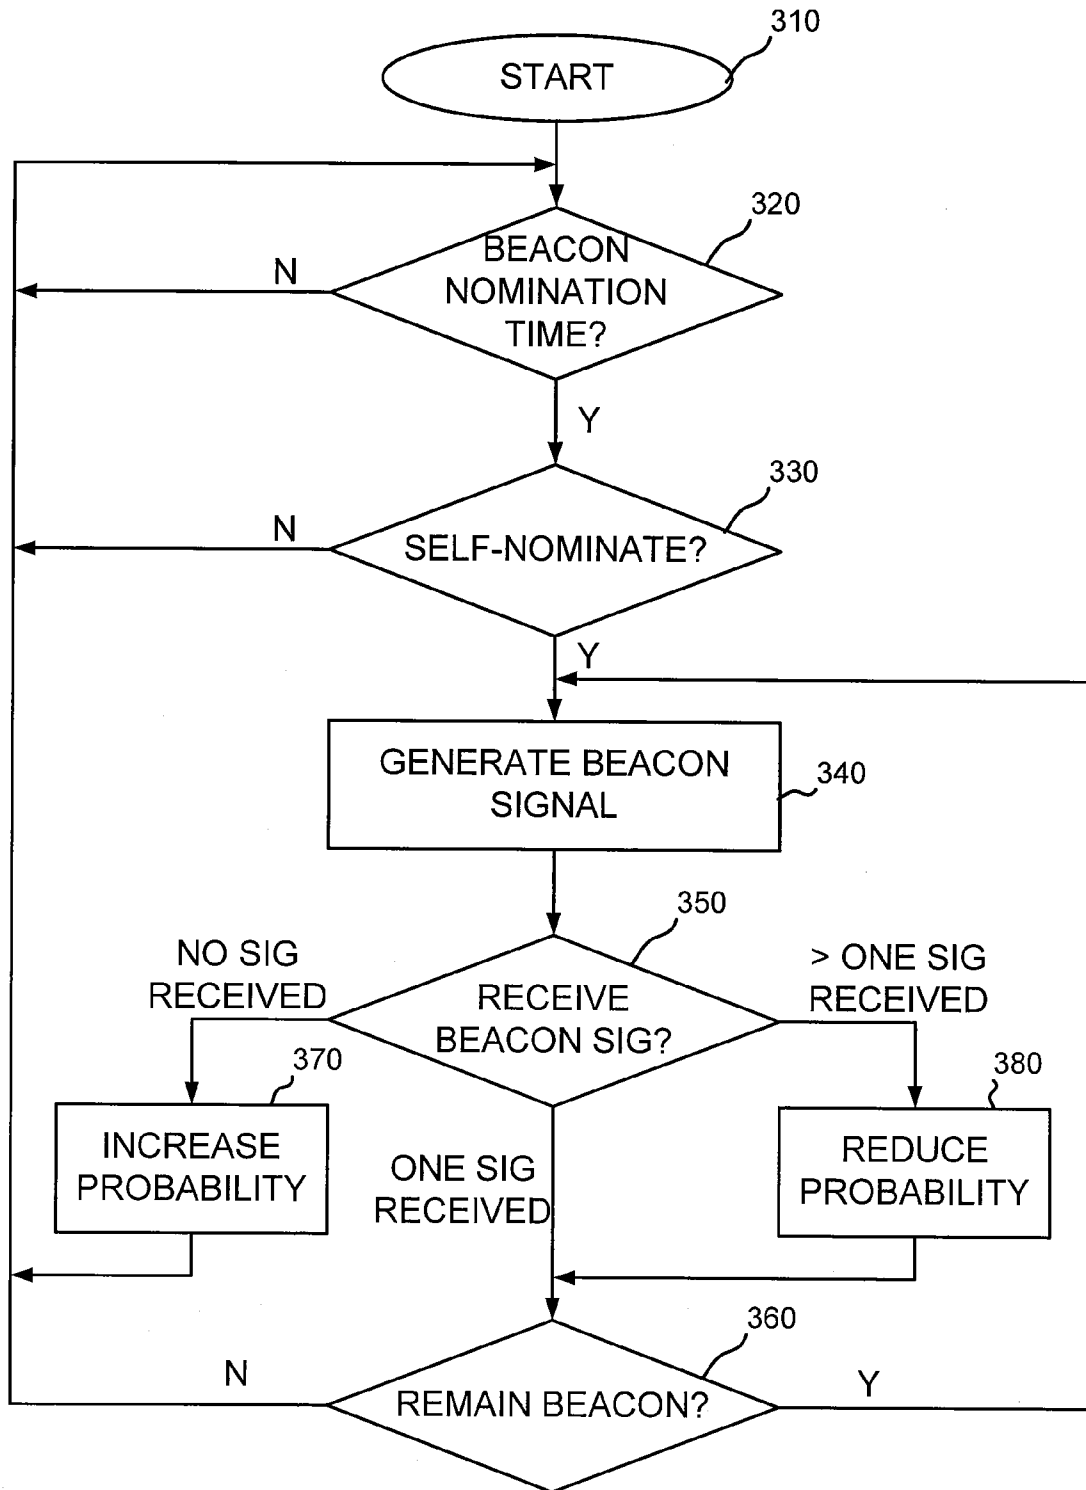 310
START
320
BEACON
NOMINATION
TIME?
N
Y
330
SELF-NOMINATE?
N
Y
GENERATE BEACON
SIGNAL
340
350
NO SIG
RECEIVED
RECEIVE
BEACON SIG?
> ONE SIG
RECEIVED
370
INCREASE
PROBABILITY
ONE SIG
RECEIVED
380
REDUCE
PROBABILITY
360
N
REMAIN BEACON?
Y